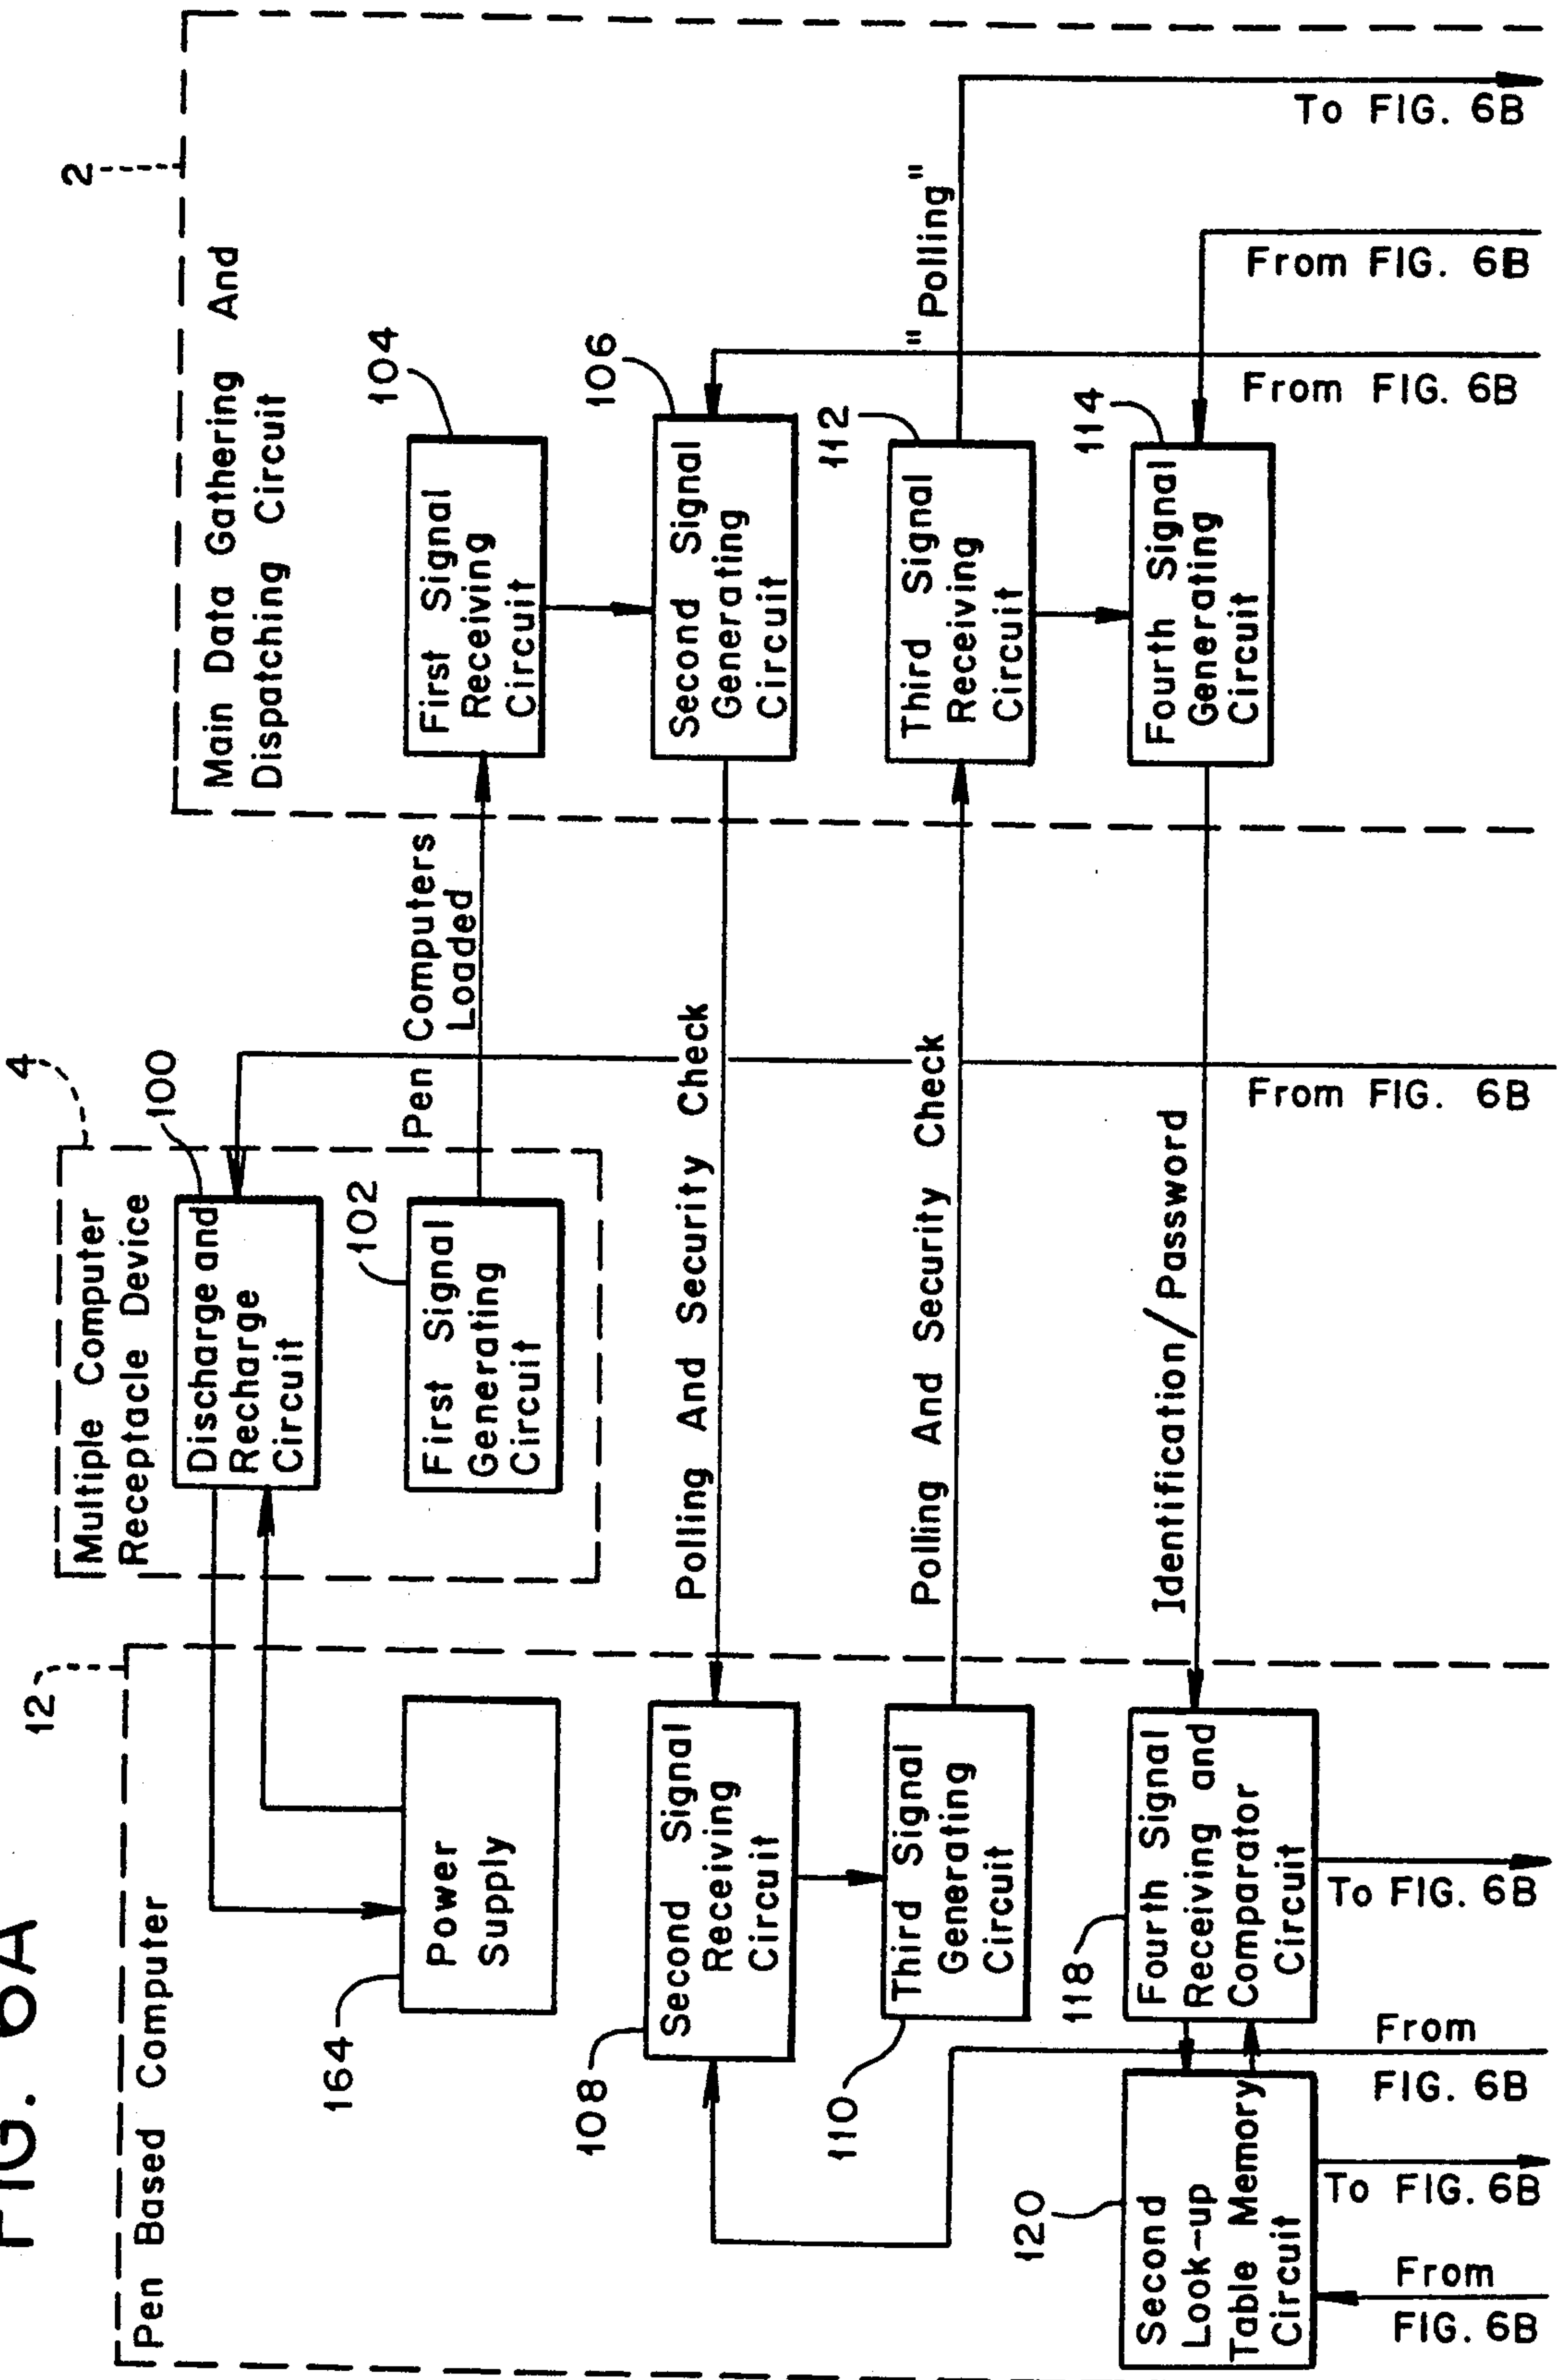 FIG. 6A
Pen Based Computer
12
164
Power
Supply
108
Second Signal
Receiving
Circuit
110
Third Signal
Generating
Circuit
118
Fourth Signal
Receiving and
Comparator
Circuit
120
Second
Look-up
Table Memory
Circuit
From
FIG. 6B
To FIG. 6B
From
FIG. 6B
To FIG. 6B
4
Multiple Computer
Receptacle Device
100
Discharge and
Recharge
Circuit
102
First Signal
Generating
Circuit
Pen Computers
Loaded
Polling And Security Check
Polling And Security Check
Identification/Password
From FIG. 6B
2
Main Data Gathering And
Dispatching Circuit
104
First Signal
Receiving
Circuit
106
Second Signal
Generating
Circuit
112
Third Signal
Receiving
Circuit
"Polling"
114
Fourth Signal
Generating
Circuit
From FIG. 6B
From FIG. 6B
To FIG. 6B